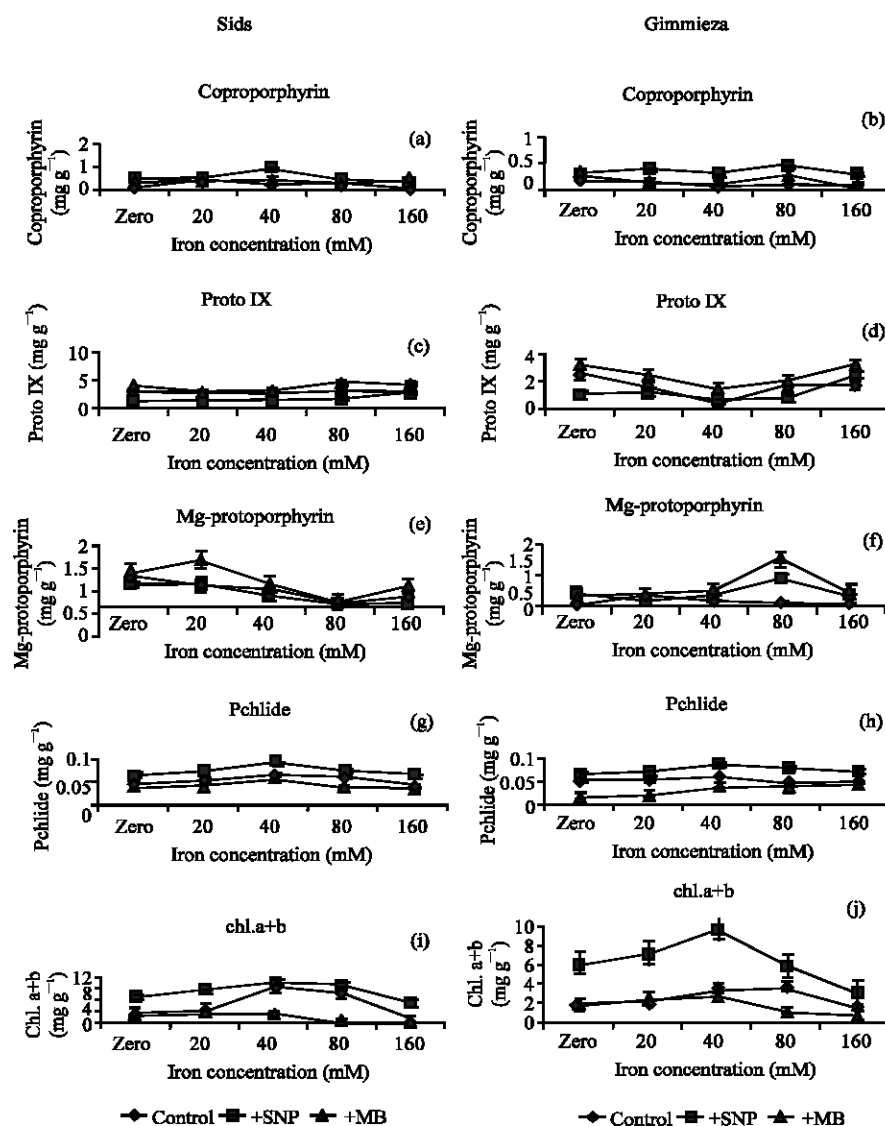 Sids
Gimmieza
Coproporphyrin
(a)
Coproporphyrin
(mg g⁻¹)
2
1
0
Zero 20 40 80 160
Iron concentration (mM)
Coproporphyrin
(b)
Coproporphyrin
(mg g⁻¹)
1
0.5
0
Zero 20 40 80 160
Iron concentration (mM)
Proto IX
(c)
Proto IX (mg g⁻¹)
10
5
0
Zero 20 40 80 160
Iron concentration (mM)
Proto IX
(d)
Proto IX (mg g⁻¹)
4
2
0
Zero 20 40 80 160
Iron concentration (mM)
Mg-protoporphyrin
(e)
Mg-protoporphyrin
(mg g⁻¹)
2
1.5
1
0.5
0
Zero 20 40 80 160
Iron concentration (mM)
Mg-protoporphyrin
(f)
Mg-protoporphyrin
(mg g⁻¹)
2
1.5
1
0.5
0
Zero 20 40 80 160
Iron concentration (mM)
Pchlide
(g)
Pchlide (mg g⁻¹)
0.1
0.05
0
Zero 20 40 80 160
Iron concentration (mM)
Pchlide
(h)
Pchlide (mg g⁻¹)
0.1
0.05
0
Zero 20 40 80 160
Iron concentration (mM)
chl.a+b
(i)
Chl. a+b
(mg g⁻¹)
12
8
4
0
Zero 20 40 80 160
Iron concentration (mM)
chl.a+b
(j)
Chl. a+b
(mg g⁻¹)
10
8
6
4
2
0
Zero 20 40 80 160
Iron concentration (mM)
Control +SNP +MB
Control +SNP +MB